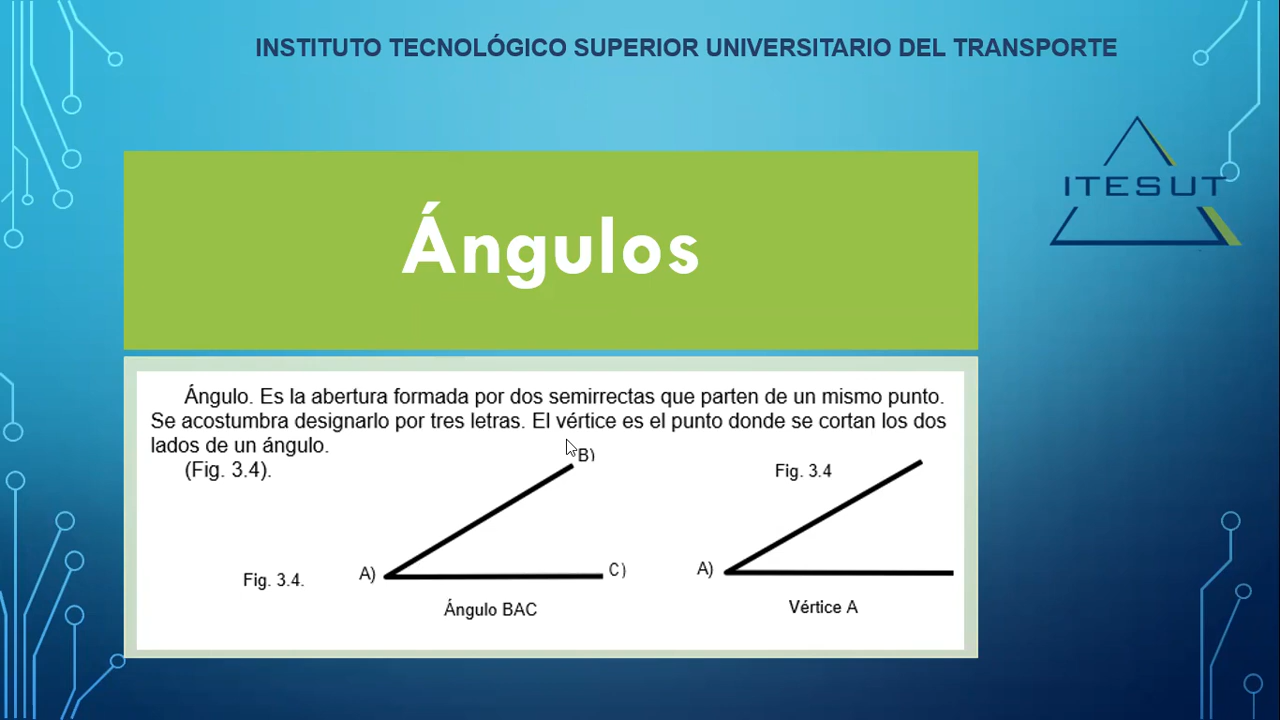 INSTITUTO TECNOLÓGICO SUPERIOR UNIVERSITARIO DEL TRANSPORTE
ITESUT
Ángulos
Ángulo. Es la abertura formada por dos semirrectas que parten de un mismo punto.
Se acostumbra designarlo por tres letras. El vértice es el punto donde se cortan los dos
lados de un ángulo.
(Fig. 3.4).
B)
Fig. 3.4
Fig. 3.4.
A)
C)
A)
Ángulo BAC
Vértice A